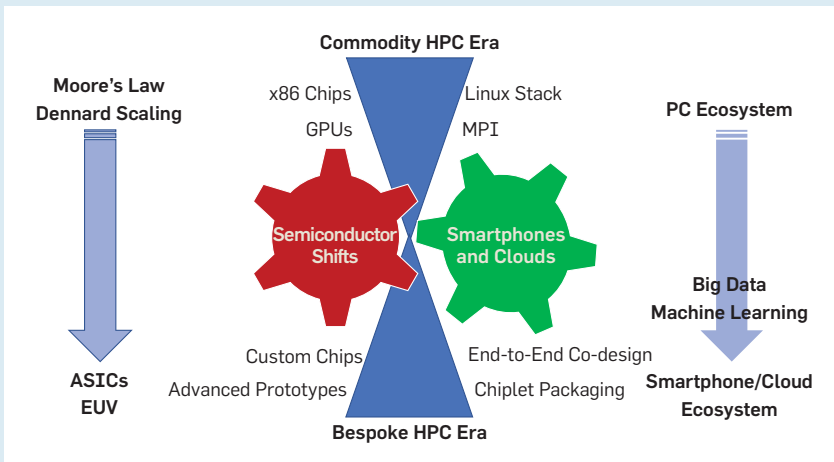 Commodity HPC Era
Moore's Law
Dennard Scaling
x86 Chips
GPUs
Linux Stack
MPI
PC Ecosystem
Semiconductor
Shifts
Smartphones
and Clouds
Big Data
Machine Learning
Custom Chips
Advanced Prototypes
End-to-End Co-design
Chiplet Packaging
ASICs
EUV
Smartphone/Cloud
Ecosystem
Bespoke HPC Era